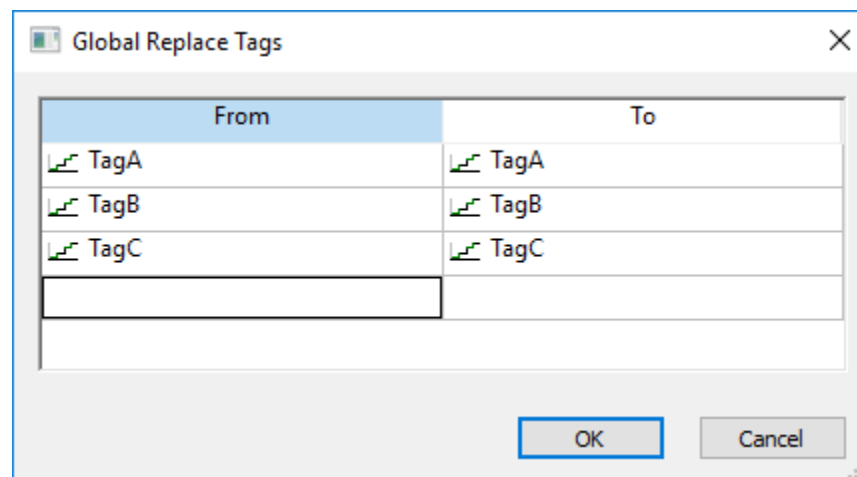 Global Replace Tags
From To
TagA TagA
TagB TagB
TagC TagC
OK Cancel